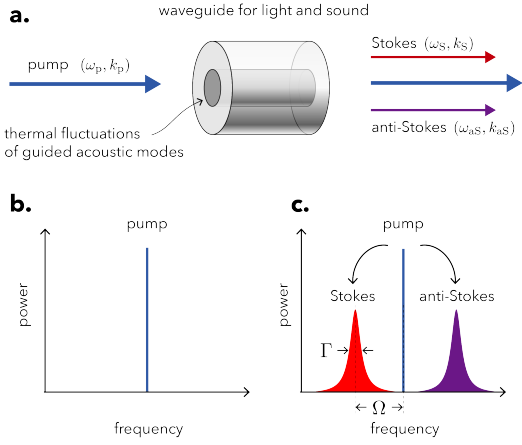 a.
waveguide for light and sound
pump (ωp, kp)
Stokes (ωS, kS)
anti-Stokes (ωaS, kaS)
thermal fluctuations
of guided acoustic modes
b.
pump
power
frequency
c.
pump
Stokes
anti-Stokes
power
Γ
Ω
frequency